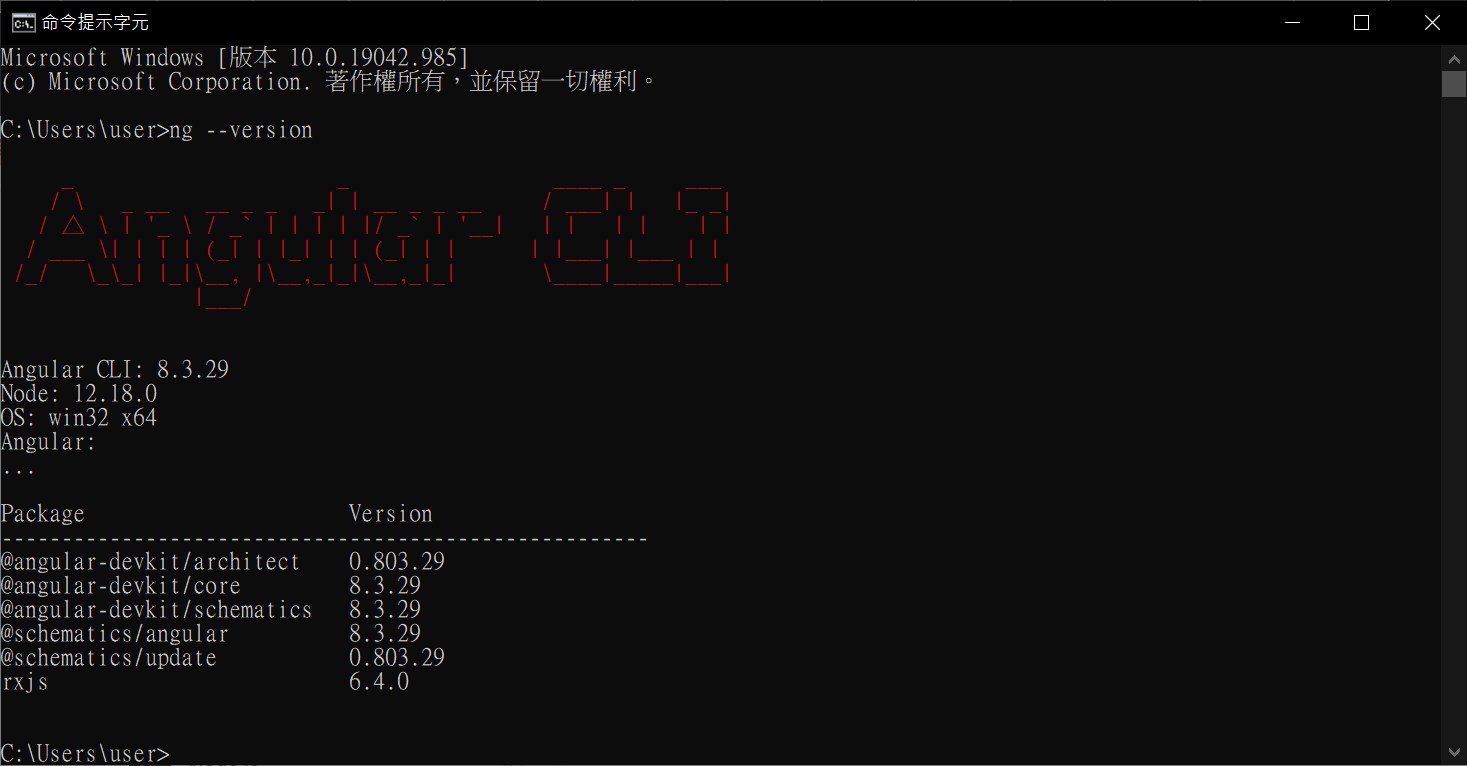 命令提示字元
Microsoft Windows [版本 10.0.19042.985]
(c) Microsoft Corporation. 著作權所有，並保留一切權利。
C:\Users\user>ng --version
Angular CLI
Angular CLI: 8.3.29
Node: 12.18.0
OS: win32 x64
Angular:
...
Package Version
------------------------------------------------------
@angular-devkit/architect 0.803.29
@angular-devkit/core 8.3.29
@angular-devkit/schematics 8.3.29
@schematics/angular 8.3.29
@schematics/update 0.803.29
rxjs 6.4.0
C:\Users\user>